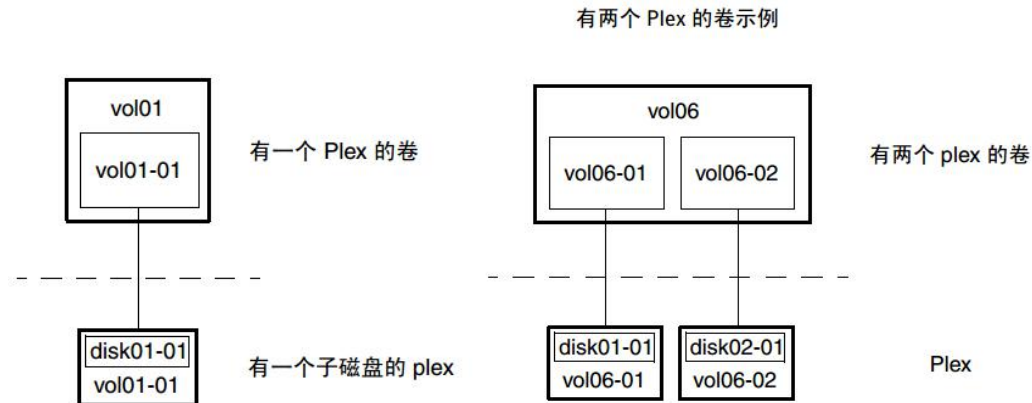 有两个 Plex 的卷示例
vol01
vol01-01
有一个 Plex 的卷
disk01-01
vol01-01
有一个子磁盘的 plex
vol06
vol06-01
vol06-02
有两个 plex 的卷
disk01-01
vol06-01
disk02-01
vol06-02
Plex